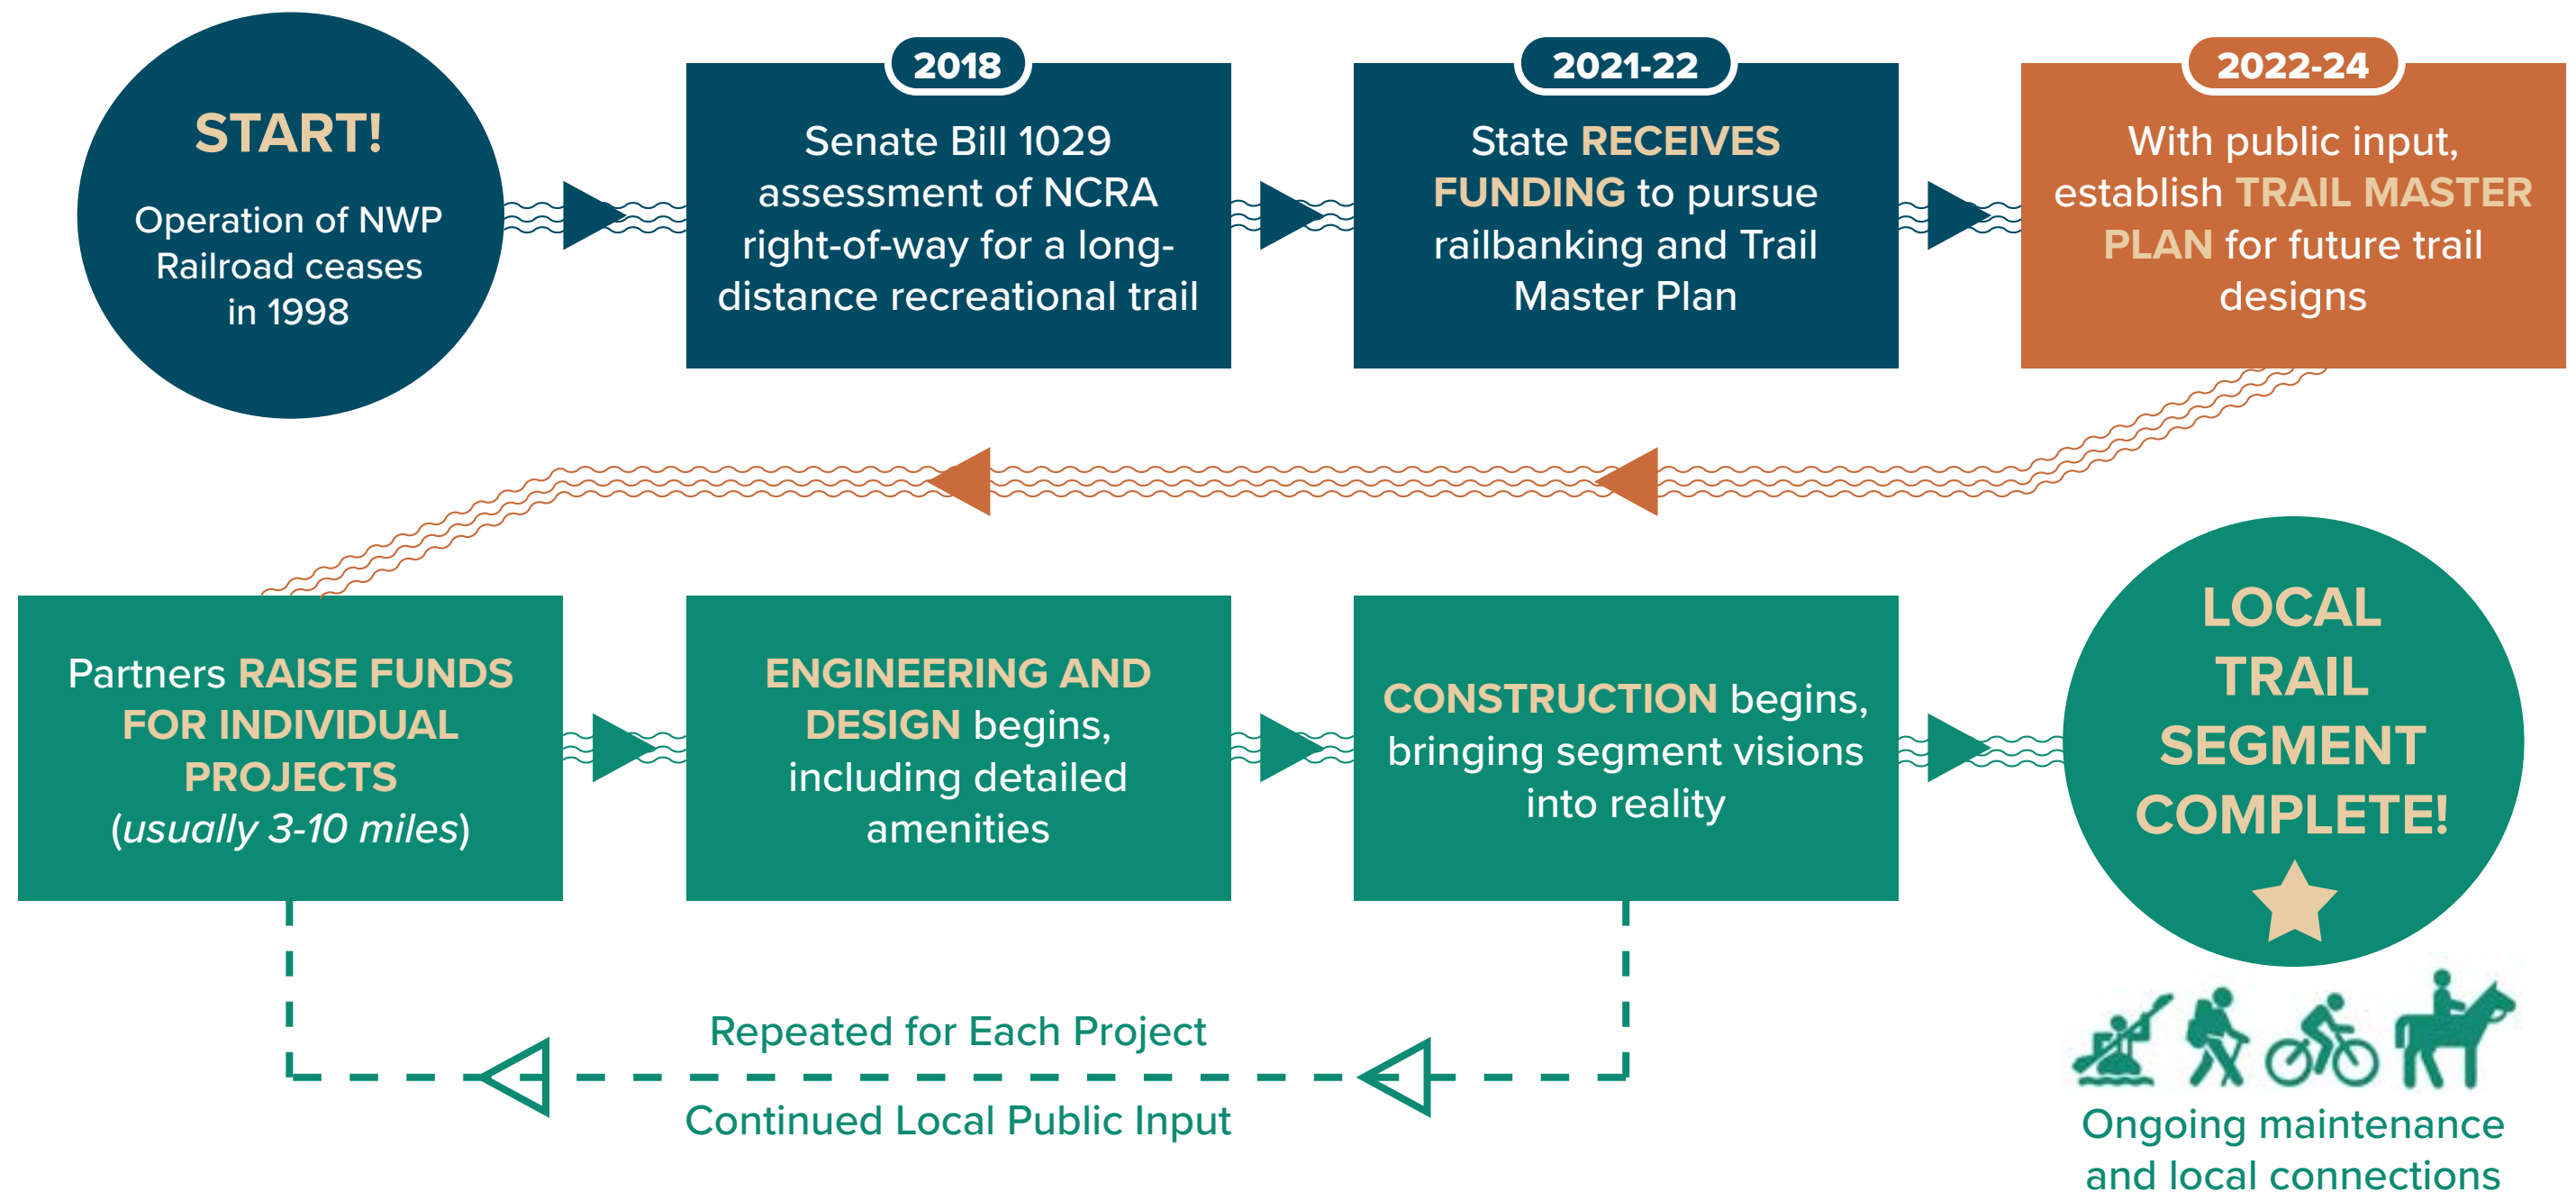 START!
Operation of NWP
Railroad ceases
in 1998
2018
Senate Bill 1029
assessment of NCRA
right-of-way for a long-
distance recreational trail
2021-22
State RECEIVES
FUNDING to pursue
railbanking and Trail
Master Plan
2022-24
With public input,
establish TRAIL MASTER
PLAN for future trail
designs
Partners RAISE FUNDS
FOR INDIVIDUAL
PROJECTS
(usually 3-10 miles)
ENGINEERING AND
DESIGN begins,
including detailed
amenities
CONSTRUCTION begins,
bringing segment visions
into reality
LOCAL
TRAIL
SEGMENT
COMPLETE!
Repeated for Each Project
Continued Local Public Input
Ongoing maintenance
and local connections